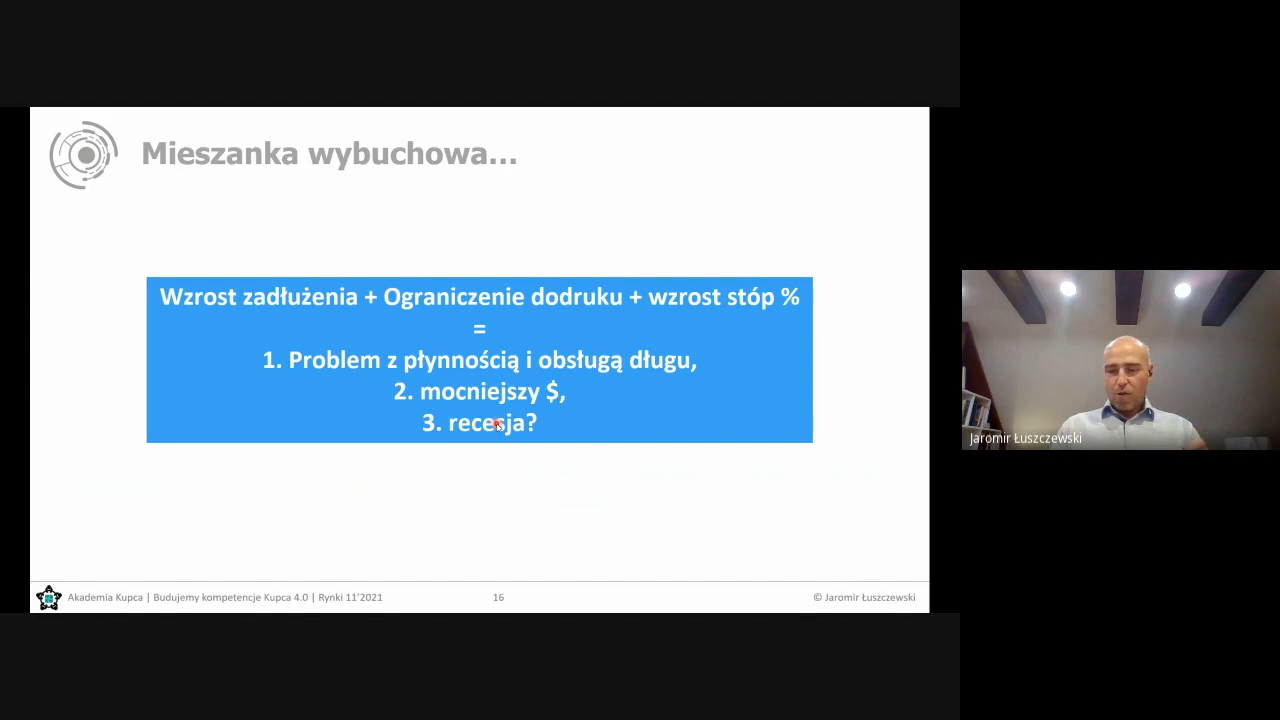 Mieszanka wybuchowa...
Wzrost zadłużenia + Ograniczenie dodruku + wzrost stóp %
=
1. Problem z płynnością i obsługą długu,
2. mocniejszy $,
3. recesja?
Jaromir Łuszczewski
Akademia Kupca | Budujemy kompetencje Kupca 4.0 | Rynki 11’2021
16
© Jaromir Łuszczewski